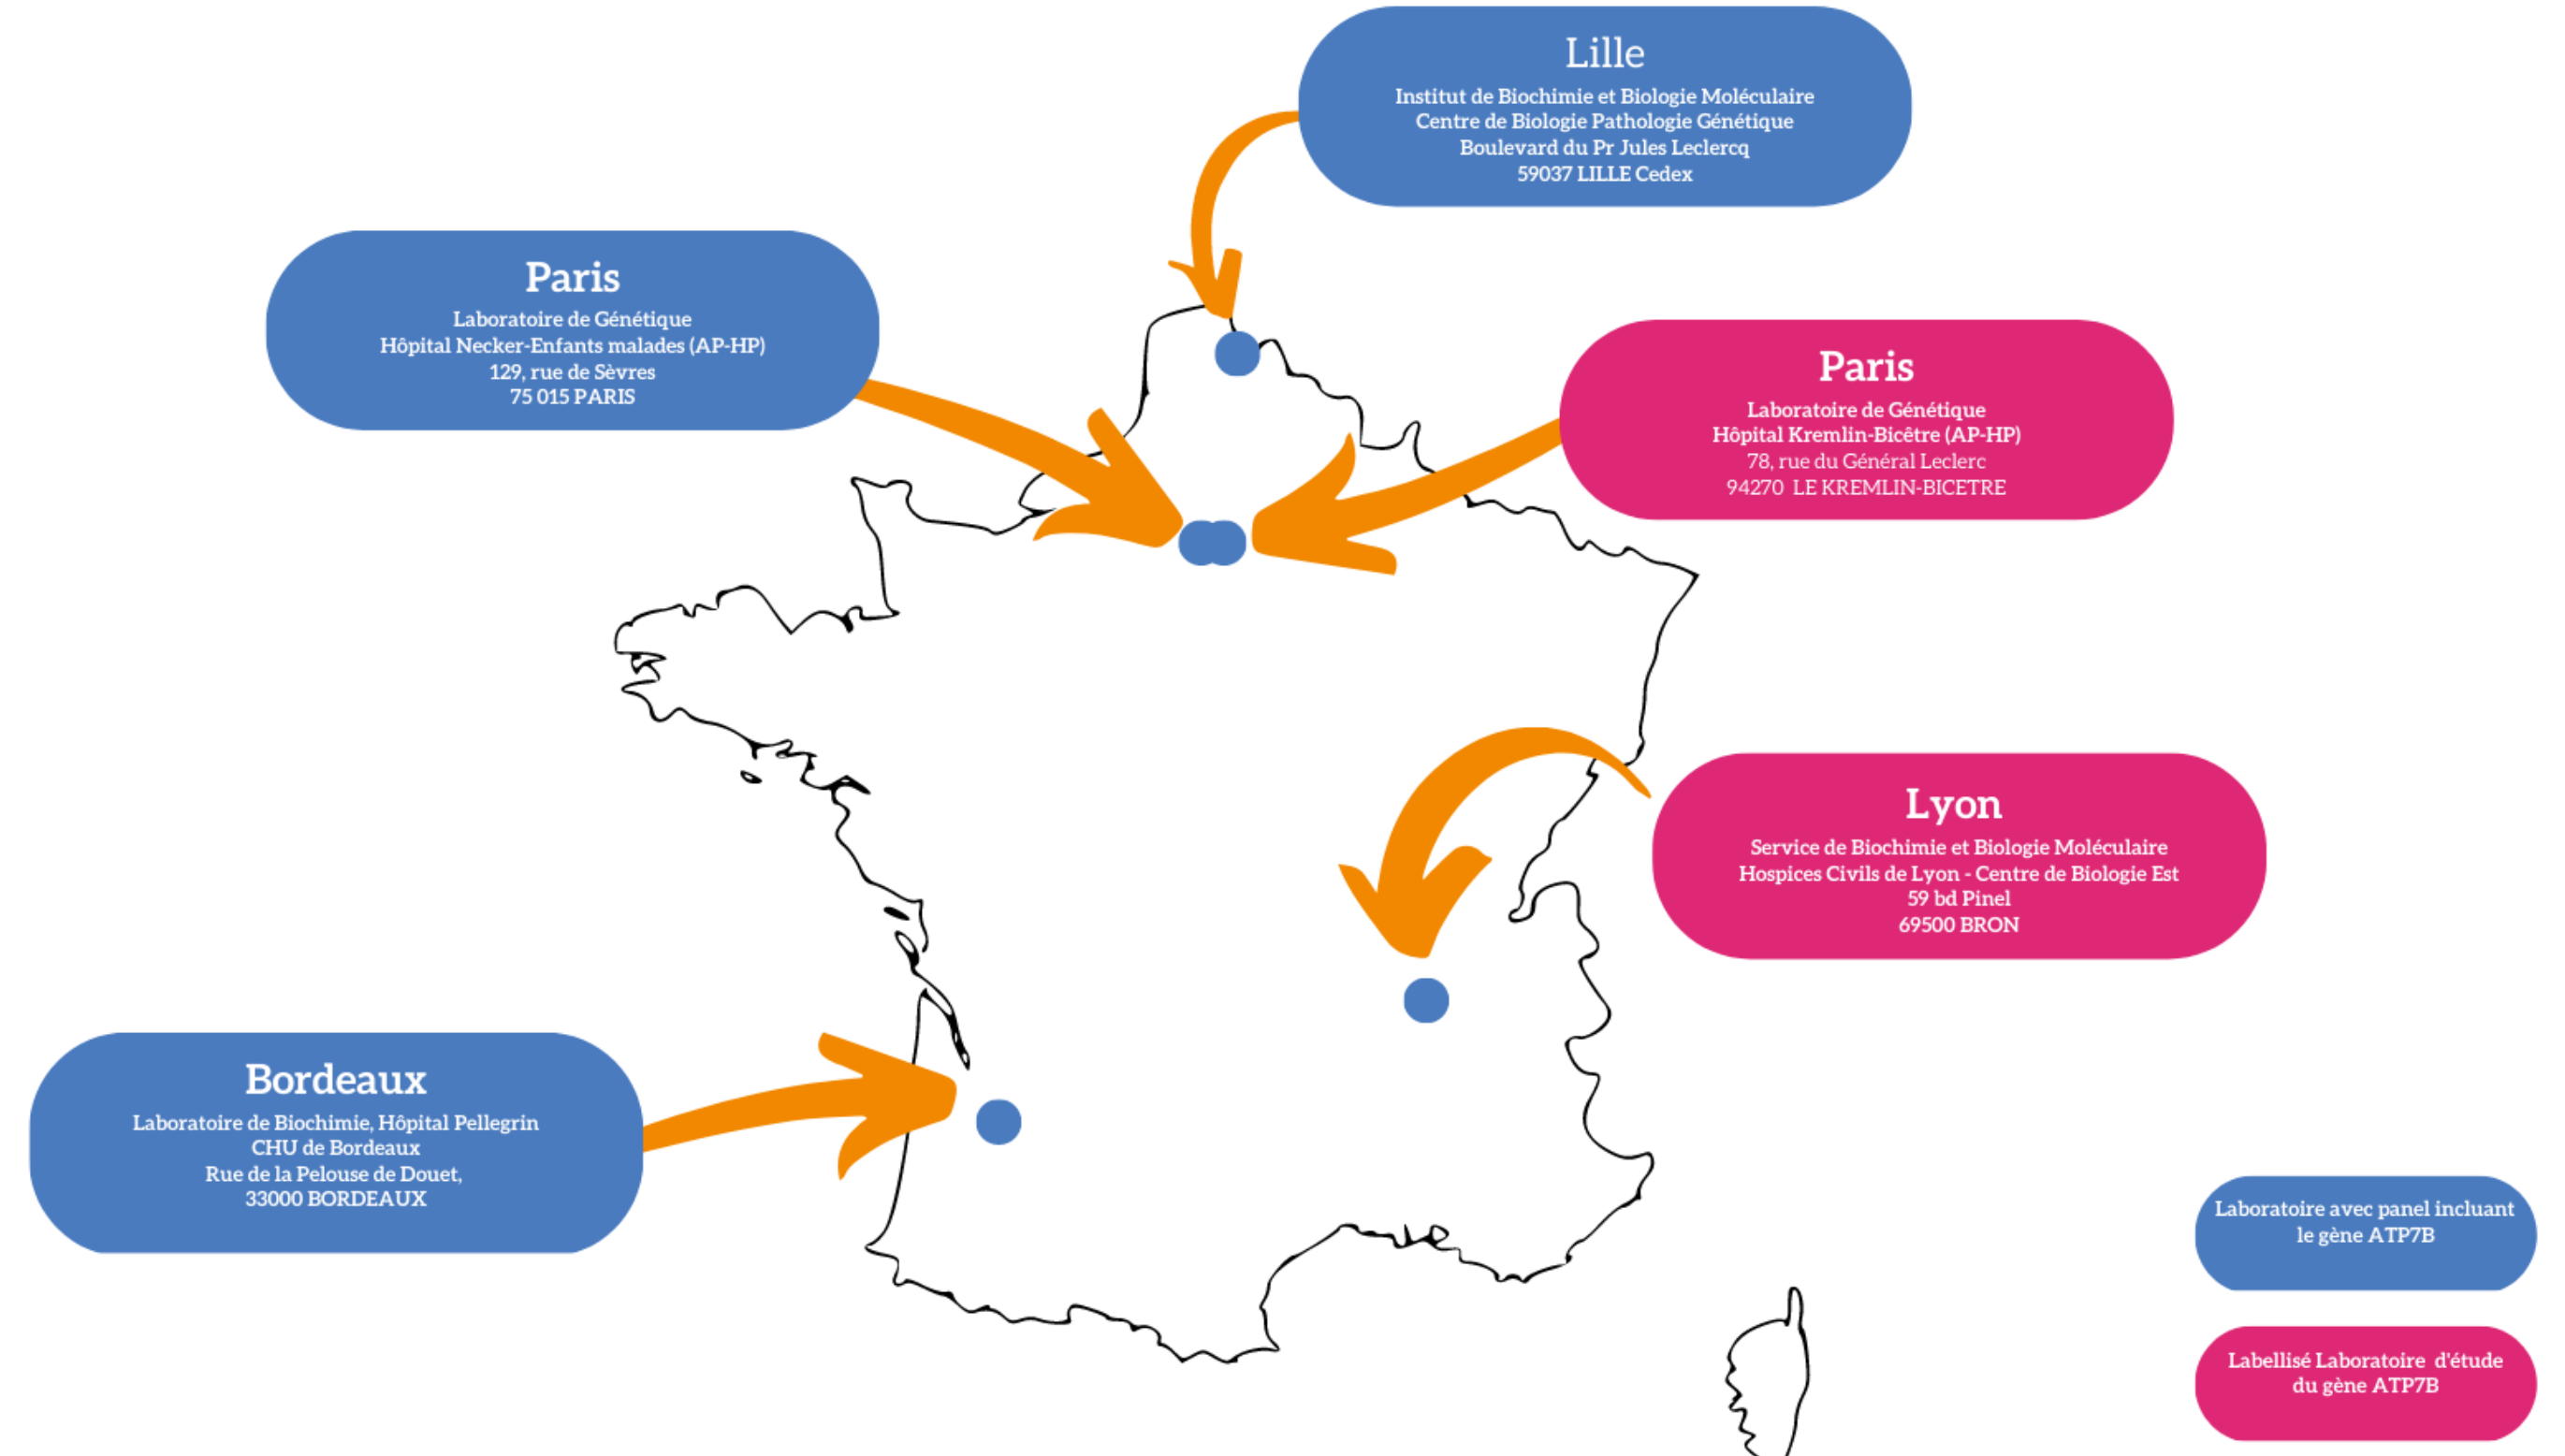 Lille
Institut de Biochimie et Biologie Moléculaire
Centre de Biologie Pathologie Génétique
Boulevard du Pr Jules Leclercq
59037 LILLE Cedex
Paris
Laboratoire de Génétique
Hôpital Necker-Enfants malades (AP-HP)
129, rue de Sèvres
75 015 PARIS
Paris
Laboratoire de Génétique
Hôpital Kremlin-Bicêtre (AP-HP)
78, rue du Général Leclerc
94270 LE KREMLIN-BICETRE
Lyon
Service de Biochimie et Biologie Moléculaire
Hospices Civils de Lyon - Centre de Biologie Est
59 bd Pinel
69500 BRON
Bordeaux
Laboratoire de Biochimie, Hôpital Pellegrin
CHU de Bordeaux
Rue de la Pelouse de Douet,
33000 BORDEAUX
Laboratoire avec panel incluant
le gène ATP7B
Labellisé Laboratoire d'étude
du gène ATP7B